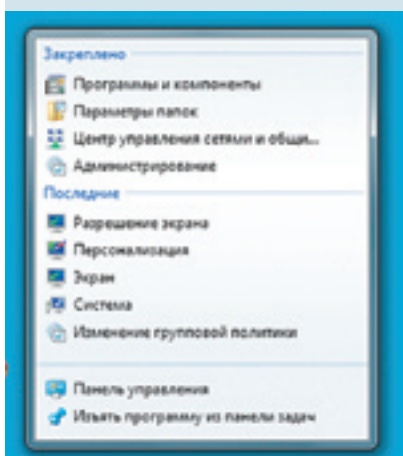 Закреплено
Программы и компоненты
Параметры папок
Центр управления сетями и общи...
Администрирование
Последние
Разрешение экрана
Персонализация
Экран
Система
Изменение групповой политики
Панель управления
Изъять программу из панели задач